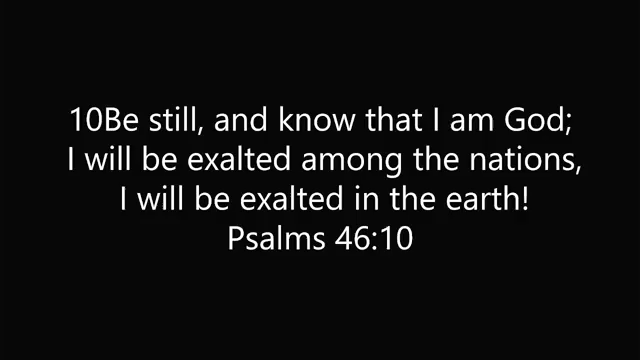 10Be still, and know that I am God;
I will be exalted among the nations,
I will be exalted in the earth!
Psalms 46:10